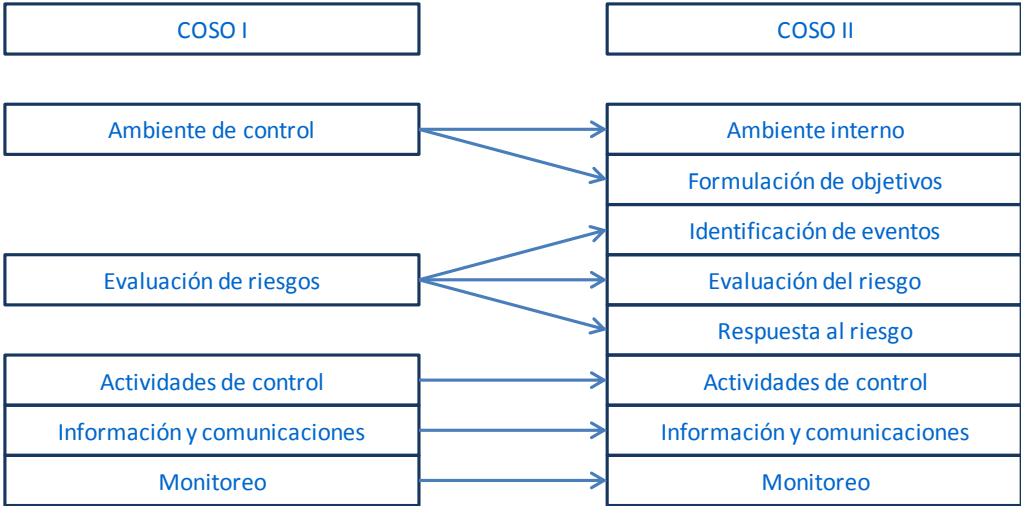 COSO I
COSO II
Ambiente de control
Ambiente interno
Formulación de objetivos
Identificación de eventos
Evaluación de riesgos
Evaluación del riesgo
Respuesta al riesgo
Actividades de control
Actividades de control
Información y comunicaciones
Información y comunicaciones
Monitoreo
Monitoreo